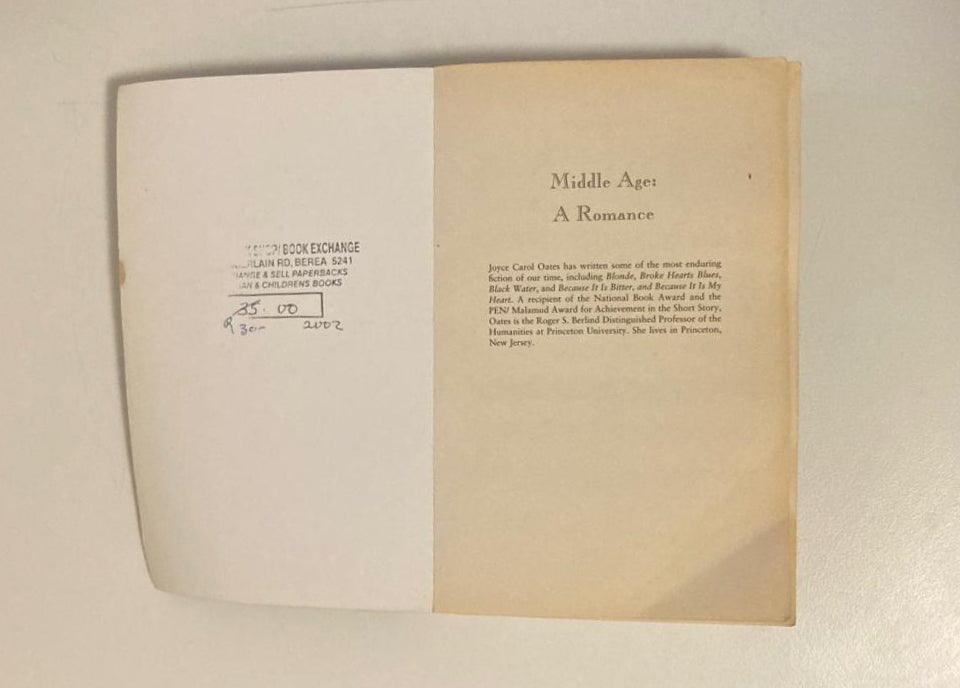 BOOK EXCHANGE
RD, BEREA 5241
& SELL PAPERBACKS
& CHILDRENS BOOKS
35.00
R 30- 2002
Middle Age:
A Romance
Joyce Carol Oates has written some of the most enduring
fiction of our time, including Blonde, Broke Hearts Blues,
Black Water, and Because It Is Bitter, and Because It Is My
Heart. A recipient of the National Book Award and the
PEN/ Malamud Award for Achievement in the Short Story,
Oates is the Roger S. Berlind Distinguished Professor of the
Humanities at Princeton University. She lives in Princeton,
New Jersey.